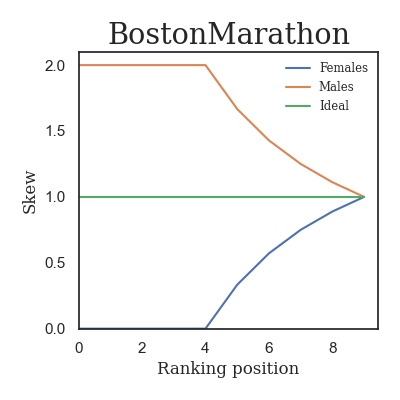 BostonMarathon
2.0
1.5
1.0
0.5
0.0
Skew
Females
Males
Ideal
0 2 4 6 8
Ranking position